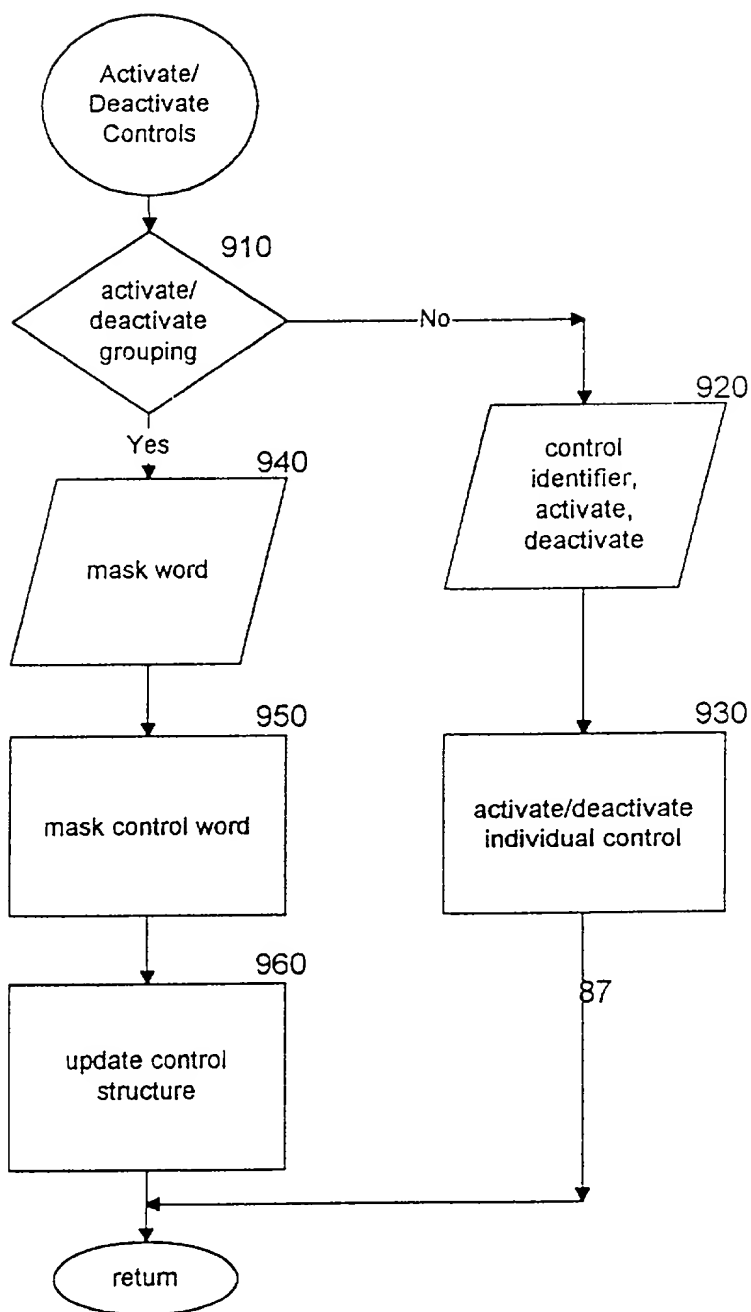 Activate/
Deactivate
Controls
910
activate/
deactivate
grouping
No
Yes
920
control
identifier,
activate,
deactivate
940
mask word
930
activate/deactivate
individual control
950
mask control word
87
960
update control
structure
return